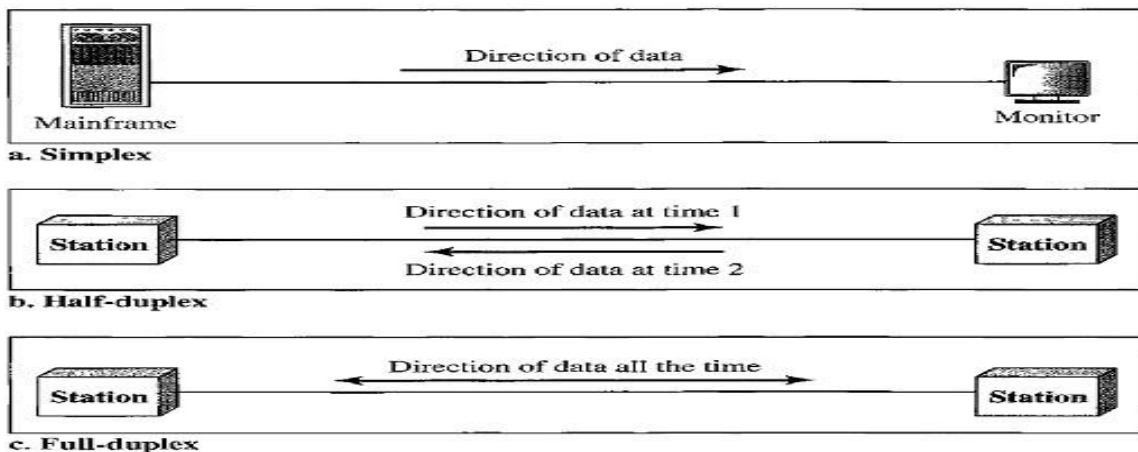 Direction of data
Mainframe
Monitor
a. Simplex
Direction of data at time 1
Station
Station
Direction of data at time 2
b. Half-duplex
Direction of data all the time
Station
Station
c. Full-duplex